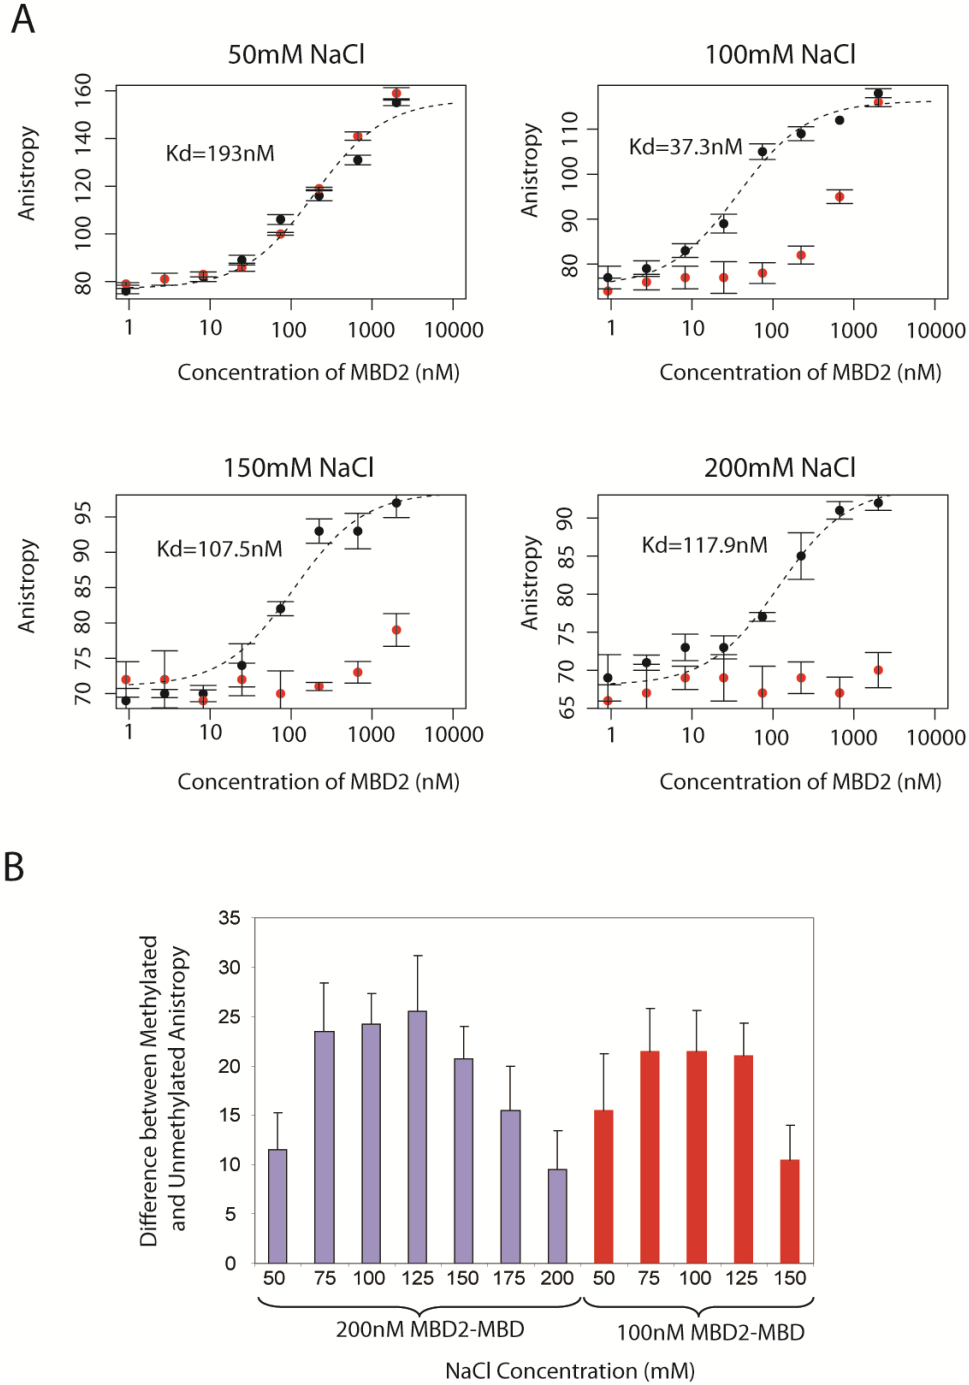 A
50mM NaCl
Anistropy
160
140
120
100
80
Kd=193nM
1 10 100 1000 10000
Concentration of MBD2 (nM)
100mM NaCl
Anistropy
110
100
90
80
Kd=37.3nM
1 10 100 1000 10000
Concentration of MBD2 (nM)
150mM NaCl
Anistropy
95
90
85
80
75
70
Kd=107.5nM
1 10 100 1000 10000
Concentration of MBD2 (nM)
200mM NaCl
Anistropy
90
85
80
75
70
65
Kd=117.9nM
1 10 100 1000 10000
Concentration of MBD2 (nM)
B
Difference between Methylated
and Unmethylated Anistropy
35
30
25
20
15
10
5
0
50 75 100 125 150 175 200 50 75 100 125 150
200nM MBD2-MBD 100nM MBD2-MBD
NaCl Concentration (mM)